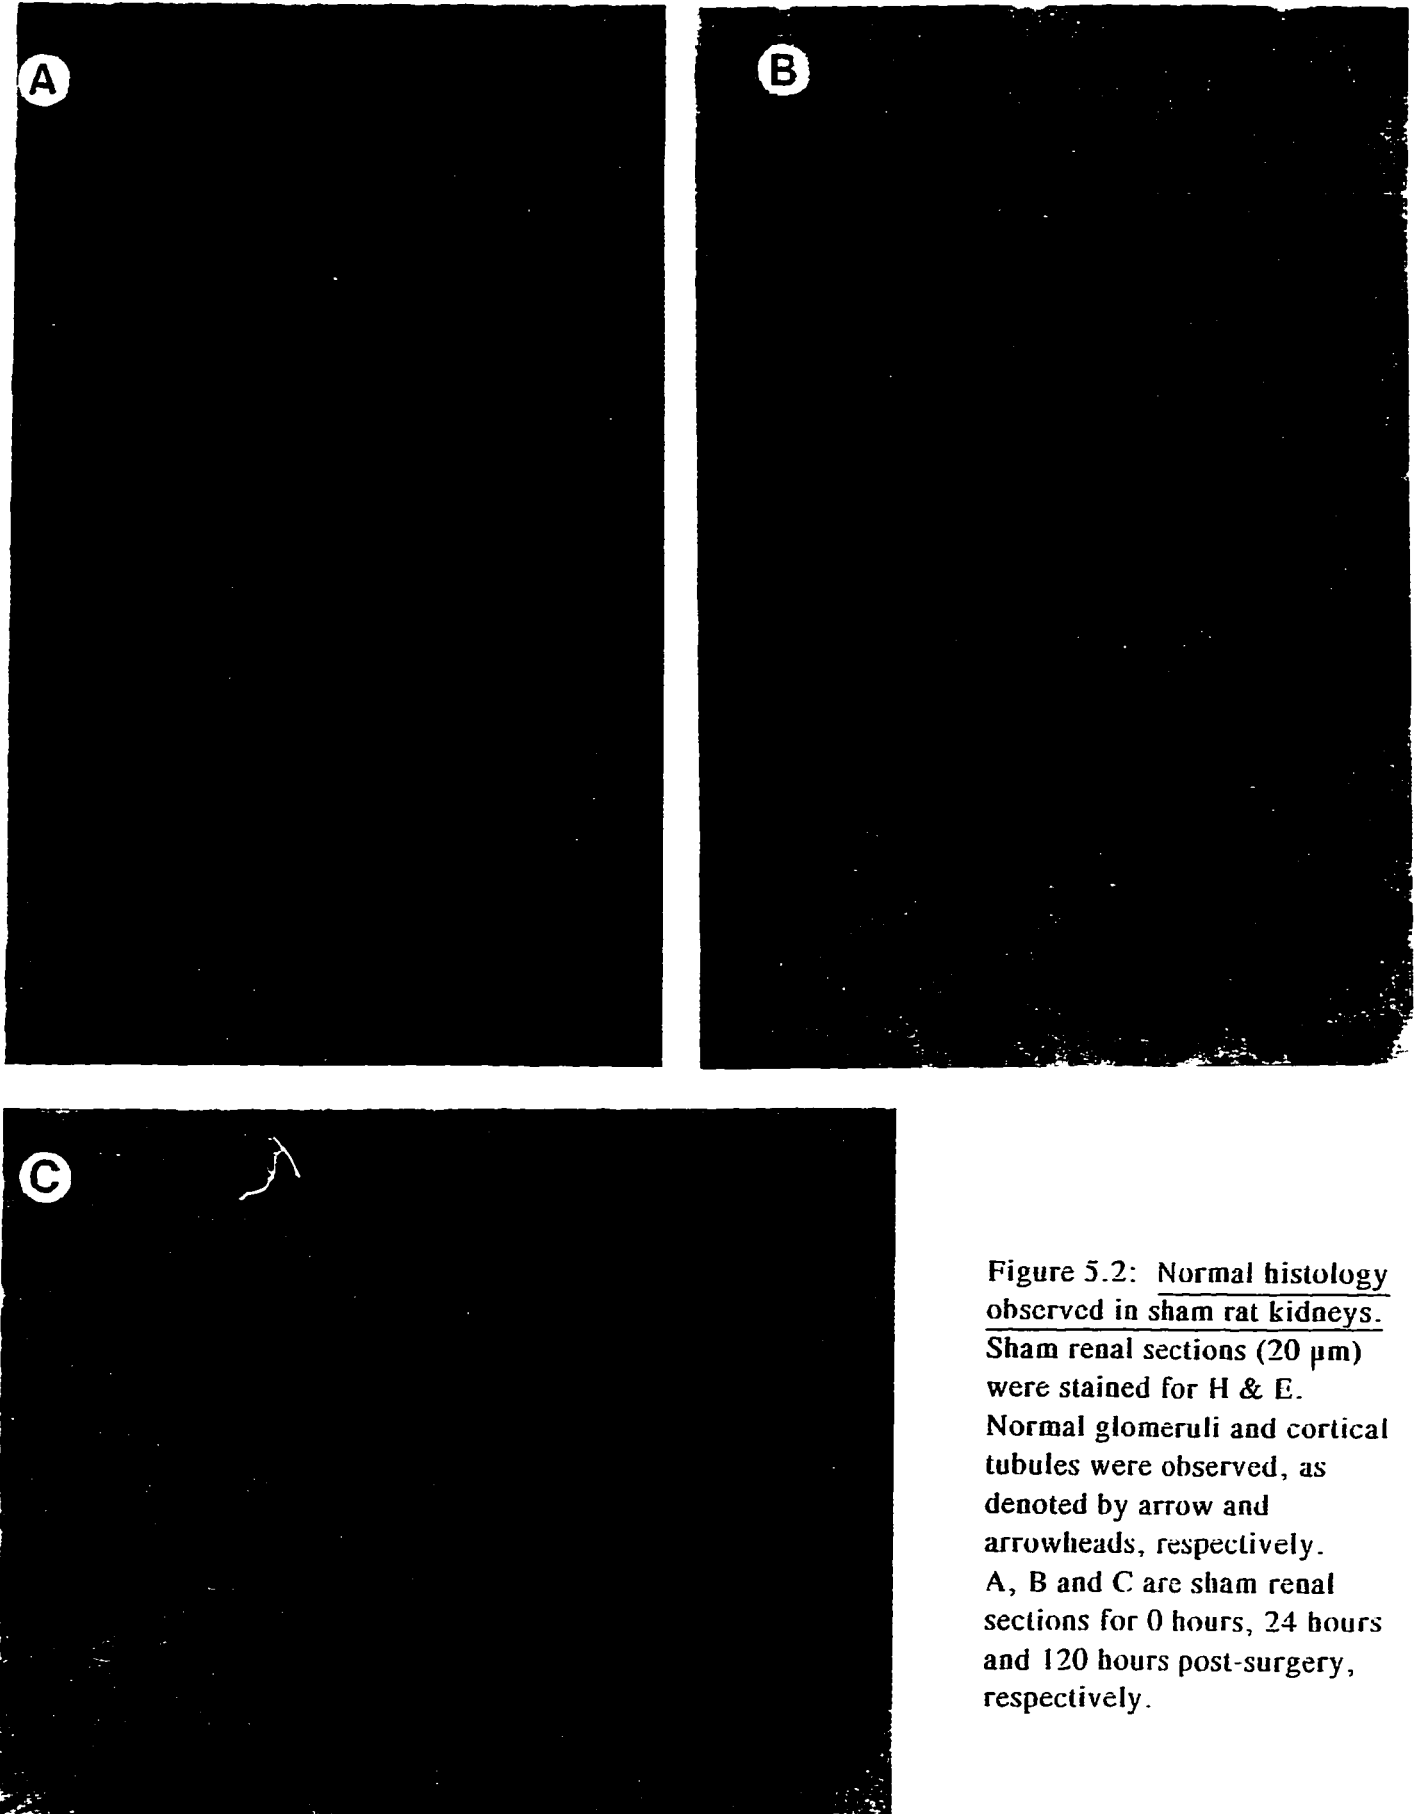 A
B
C
Figure 5.2: Normal histology
observed in sham rat kidneys.
Sham renal sections (20 µm)
were stained for H & E.
Normal glomeruli and cortical
tubules were observed, as
denoted by arrow and
arrowheads, respectively.
A, B and C are sham renal
sections for 0 hours, 24 hours
and 120 hours post-surgery,
respectively.